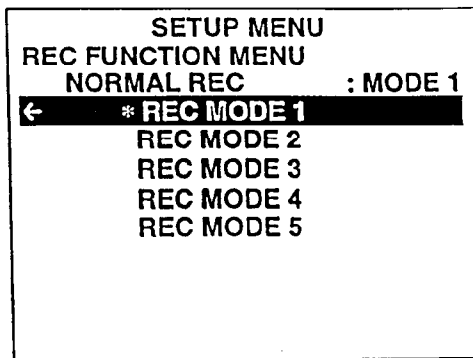 SETUP MENU
REC FUNCTION MENU
NORMAL REC : MODE 1
← * REC MODE 1
REC MODE 2
REC MODE 3
REC MODE 4
REC MODE 5